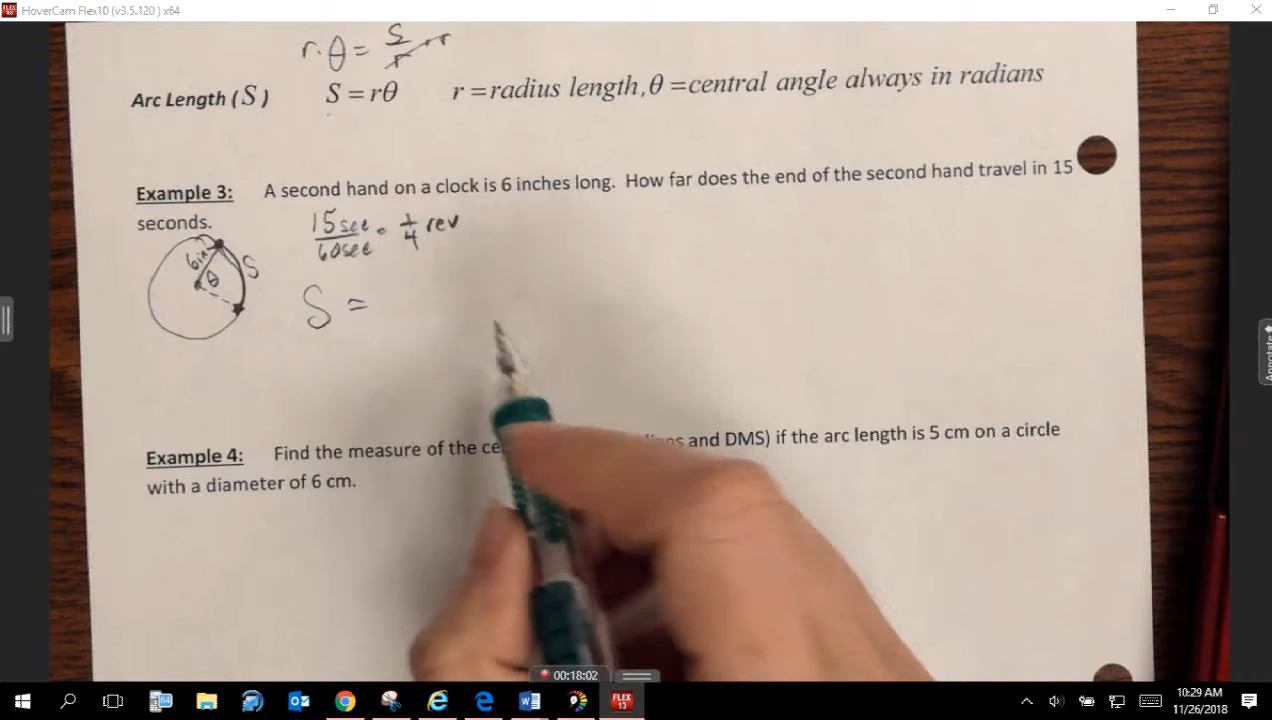 HoverCam Flex10 (v3.5.120) x64
r·θ = S/r · r
Arc Length (S) S = rθ r = radius length, θ = central angle always in radians
Example 3: A second hand on a clock is 6 inches long. How far does the end of the second hand travel in 15
seconds.
15 sec / 60 sec = 1/4 rev
6in θ S
S =
Example 4: Find the measure of the and DMS) if the arc length is 5 cm on a circle
with a diameter of 6 cm.
Annotate
00:18:02
FLEX
13
10:29 AM
11/26/2018